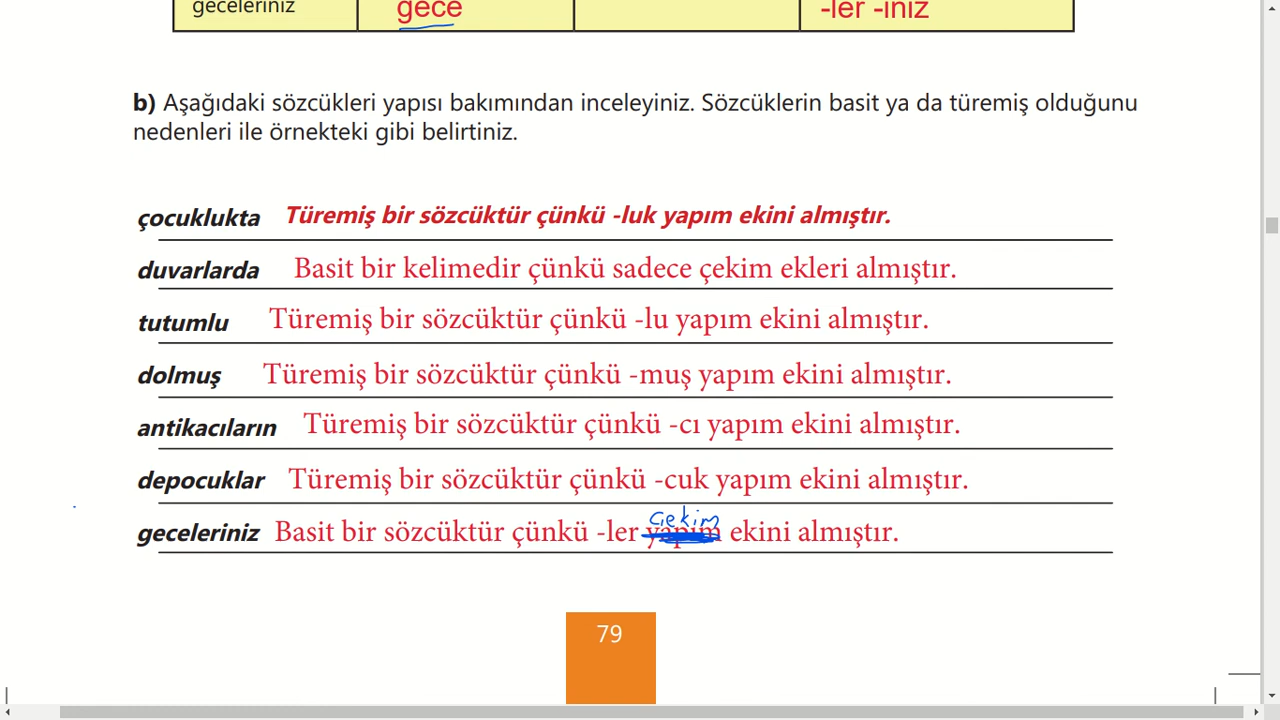 geceleriniz gece -ler -iniz
b) Aşağıdaki sözcükleri yapısı bakımından inceleyiniz. Sözcüklerin basit ya da türemiş olduğunu
nedenleri ile örnekteki gibi belirtiniz.
çocuklukta Türemiş bir sözcüktür çünkü -luk yapım ekini almıştır.
duvarlarda Basit bir kelimedir çünkü sadece çekim ekleri almıştır.
tutumlu Türemiş bir sözcüktür çünkü -lu yapım ekini almıştır.
dolmuş Türemiş bir sözcüktür çünkü -muş yapım ekini almıştır.
antikacıların Türemiş bir sözcüktür çünkü -cı yapım ekini almıştır.
depocuklar Türemiş bir sözcüktür çünkü -cuk yapım ekini almıştır.
çekim
geceleriniz Basit bir sözcüktür çünkü -ler yapım ekini almıştır.
79